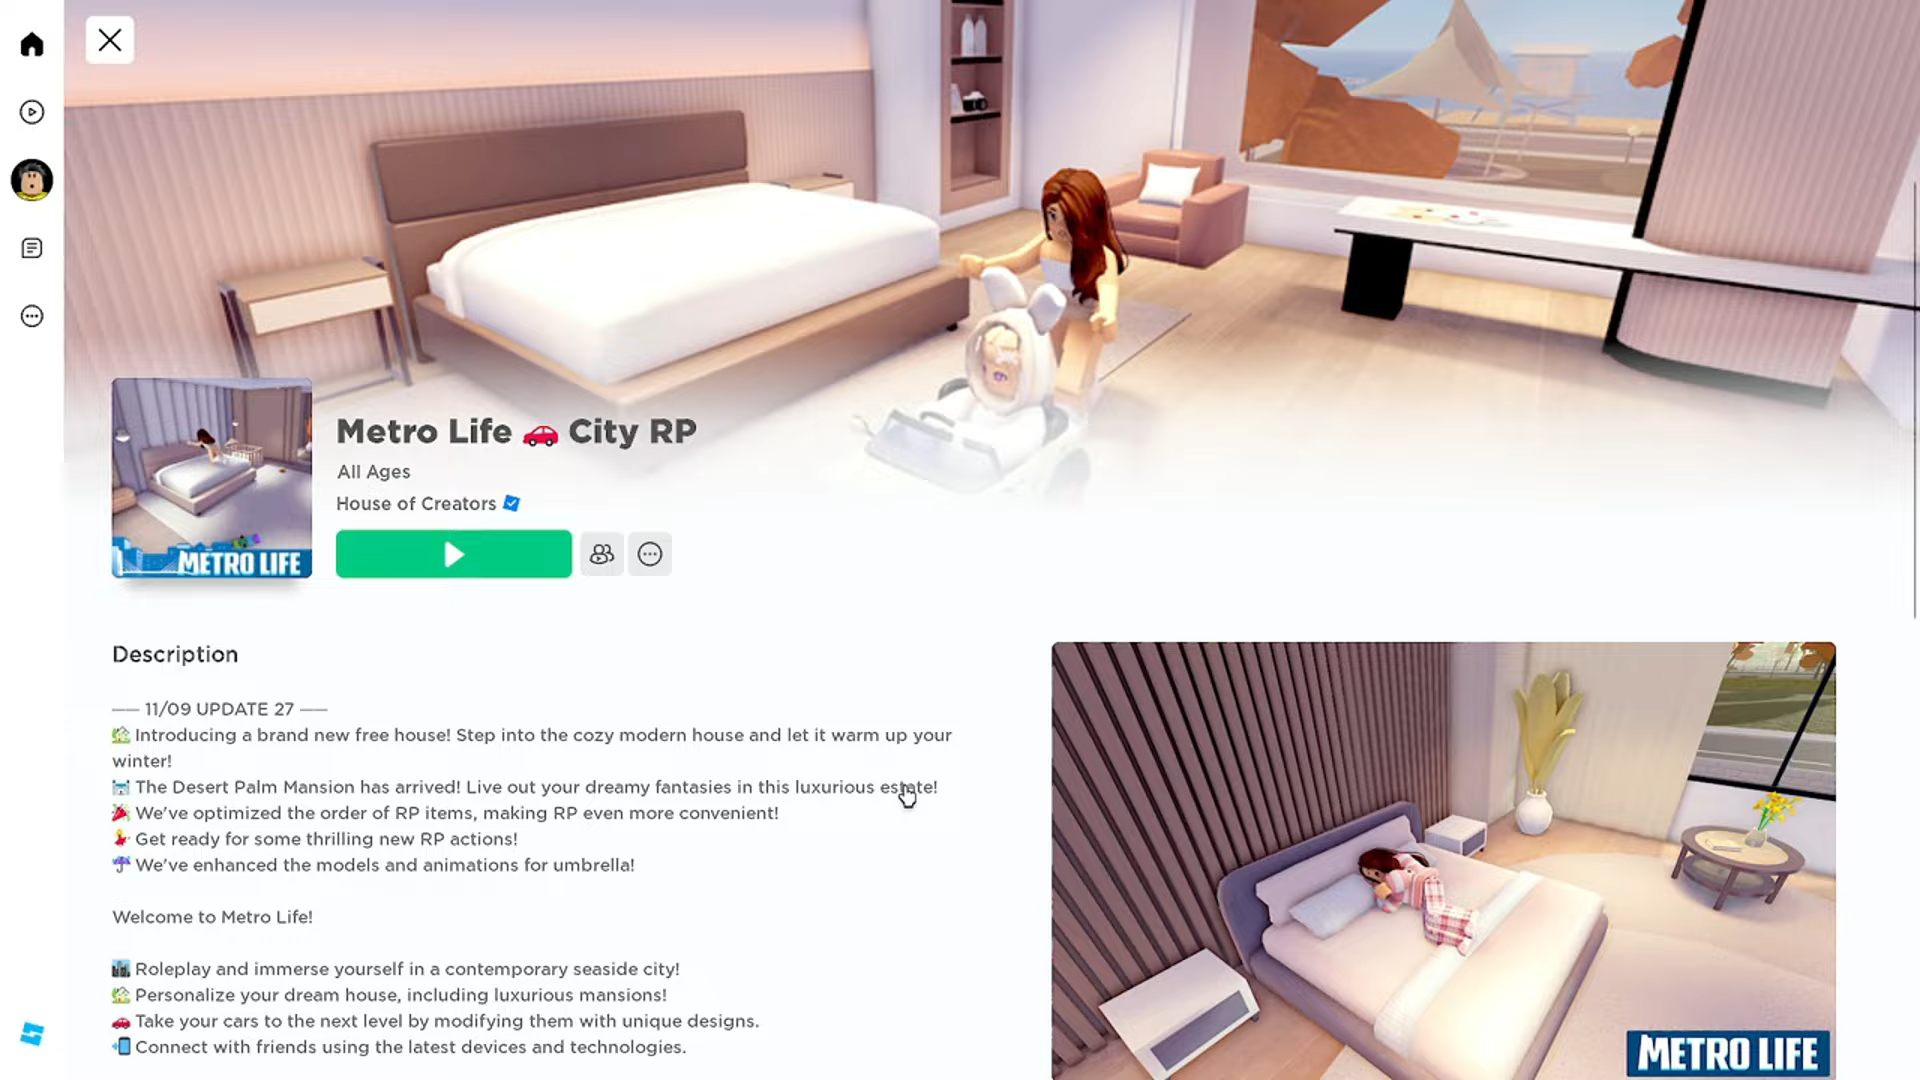 Metro Life 🚗 City RP
All Ages
House of Creators
METRO LIFE
Description
—— 11/09 UPDATE 27 ——
🏡 Introducing a brand new free house! Step into the cozy modern house and let it warm up your
winter!
The Desert Palm Mansion has arrived! Live out your dreamy fantasies in this luxurious estate!
🎉 We've optimized the order of RP items, making RP even more convenient!
💃 Get ready for some thrilling new RP actions!
☔ We've enhanced the models and animations for umbrella!
Welcome to Metro Life!
🏙️ Roleplay and immerse yourself in a contemporary seaside city!
🏡 Personalize your dream house, including luxurious mansions!
🚗 Take your cars to the next level by modifying them with unique designs.
📲 Connect with friends using the latest devices and technologies.
METRO LIFE